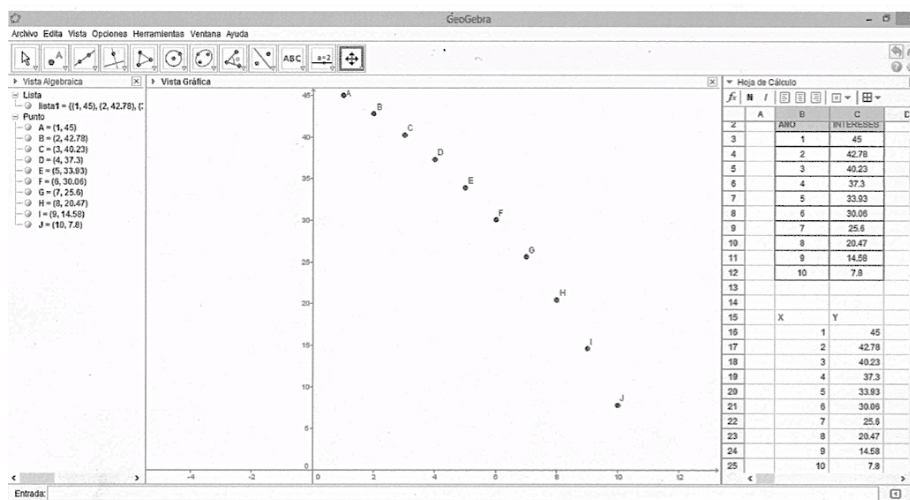 GeoGebra
Archivo Edita Vista Opciones Herramientas Ventana Ayuda
A ABC a=2
Vista Algebraica
Lista
lista1 = {(1, 45), (2, 42.78), (
Punto
A = (1, 45)
B = (2, 42.78)
C = (3, 40.23)
D = (4, 37.3)
E = (5, 33.93)
F = (6, 30.06)
G = (7, 25.6)
H = (8, 20.47)
I = (9, 14.58)
J = (10, 7.8)
Vista Gráfica
45
40
35
30
25
20
15
10
5
0
-4 -2 0 2 4 6 8 10 12
A
B
C
D
E
F
G
H
I
J
Hoja de Cálculo
fx N I
A B C D
2 AÑO INTERESES
3 1 45
4 2 42.78
5 3 40.23
6 4 37.3
7 5 33.93
8 6 30.06
9 7 25.6
10 8 20.47
11 9 14.58
12 10 7.8
13
14
15 X Y
16 1 45
17 2 42.78
18 3 40.23
19 4 37.3
20 5 33.93
21 6 30.06
22 7 25.6
23 8 20.47
24 9 14.58
25 10 7.8
Entrada: